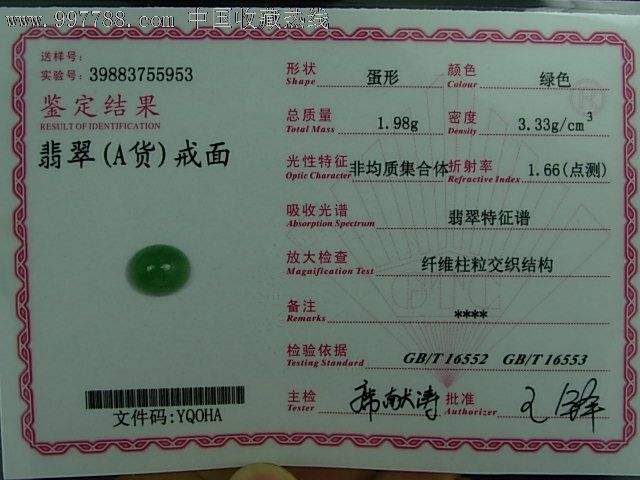 www.997788.com 中国收藏热线
送样号:
实验号: 39883755953
鉴定结果
RESULT OF IDENTIFICATION
翡翠(A货)戒面
文件码:YQOHA
形状 蛋形 颜色 绿色
Shape Colour
总质量 1.98g 密度 3.33g/cm3
Total Mass Density
光性特征 非均质集合体 折射率 1.66(点测)
Optic Character Refractive Index
吸收光谱 翡翠特征谱
Absorption Spectrum
放大检查 纤维柱粒交织结构
Magnification Test
备注 ****
Remarks
检验依据 GB/T 16552 GB/T 16553
Testing Standard
主检 批准
Tester Authorizer